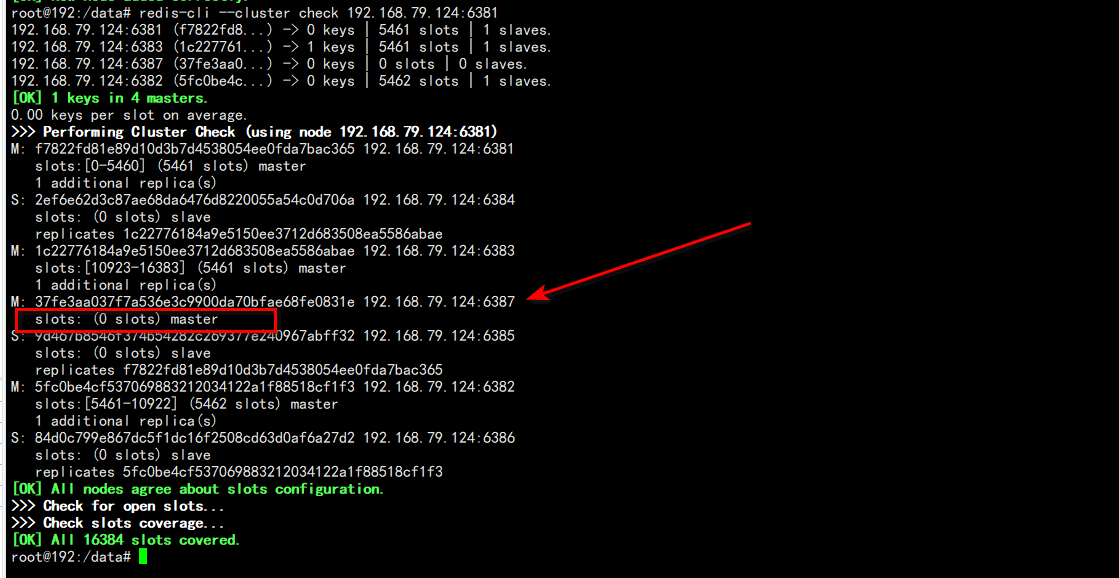 root@192:/data# redis-cli --cluster check 192.168.79.124:6381
192.168.79.124:6381 (f7822fd8...) -> 0 keys | 5461 slots | 1 slaves.
192.168.79.124:6383 (1c227761...) -> 1 keys | 5461 slots | 1 slaves.
192.168.79.124:6387 (37fe3aa0...) -> 0 keys | 0 slots | 0 slaves.
192.168.79.124:6382 (5fc0be4c...) -> 0 keys | 5462 slots | 1 slaves.
[OK] 1 keys in 4 masters.
0.00 keys per slot on average.
>>> Performing Cluster Check (using node 192.168.79.124:6381)
M: f7822fd81e89d10d3b7d4538054ee0fda7bac365 192.168.79.124:6381
slots:[0-5460] (5461 slots) master
1 additional replica(s)
S: 2ef6e62d3c87ae68da6476d8220055a54c0d706a 192.168.79.124:6384
slots: (0 slots) slave
replicates 1c22776184a9e5150ee3712d683508ea5586abae
M: 1c22776184a9e5150ee3712d683508ea5586abae 192.168.79.124:6383
slots:[10923-16383] (5461 slots) master
1 additional replica(s)
M: 37fe3aa037f7a536e3c9900da70bfae68fe0831e 192.168.79.124:6387
slots: (0 slots) master
S: 9d467b8546f374b54282c269377e240967abff32 192.168.79.124:6385
slots: (0 slots) slave
replicates f7822fd81e89d10d3b7d4538054ee0fda7bac365
M: 5fc0be4cf537069883212034122a1f88518cf1f3 192.168.79.124:6382
slots:[5461-10922] (5462 slots) master
1 additional replica(s)
S: 84d0c799e867dc5f1dc16f2508cd63d0af6a27d2 192.168.79.124:6386
slots: (0 slots) slave
replicates 5fc0be4cf537069883212034122a1f88518cf1f3
[OK] All nodes agree about slots configuration.
>>> Check for open slots...
>>> Check slots coverage...
[OK] All 16384 slots covered.
root@192:/data#